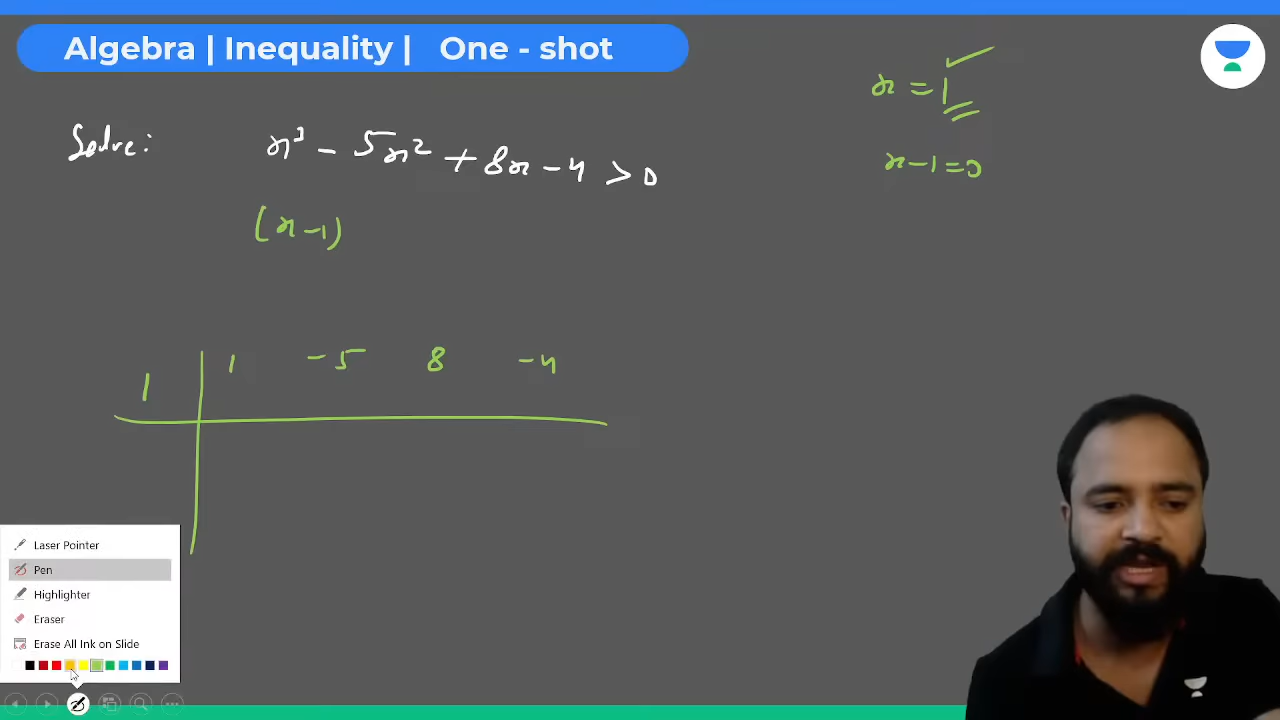 Algebra | Inequality | One - shot
x = 1
Solve: x³ - 5x² + 8x - 4 > 0
x - 1 = 0
(x - 1)
1 | 1 -5 8 -4
Laser Pointer
Pen
Highlighter
Eraser
Erase All Ink on Slide